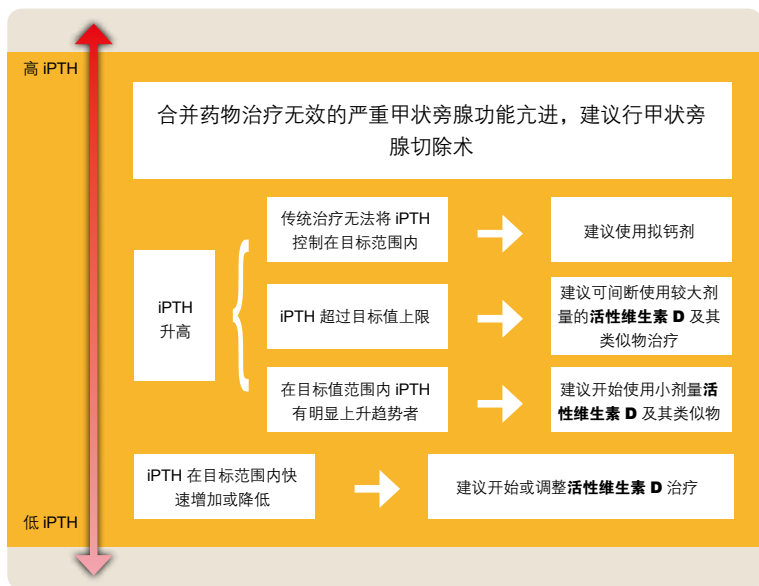 高 iPTH
合并药物治疗无效的严重甲状旁腺功能亢进，建议行甲状旁
腺切除术
传统治疗无法将 iPTH
控制在目标范围内
建议使用拟钙剂
iPTH
升高
iPTH 超过目标值上限
建议可间断使用较大剂
量的活性维生素 D 及其
类似物治疗
在目标值范围内 iPTH
有明显上升趋势者
建议开始使用小剂量活
性维生素 D 及其类似物
iPTH 在目标范围内快
速增加或降低
建议开始或调整活性维生素 D 治疗
低 iPTH